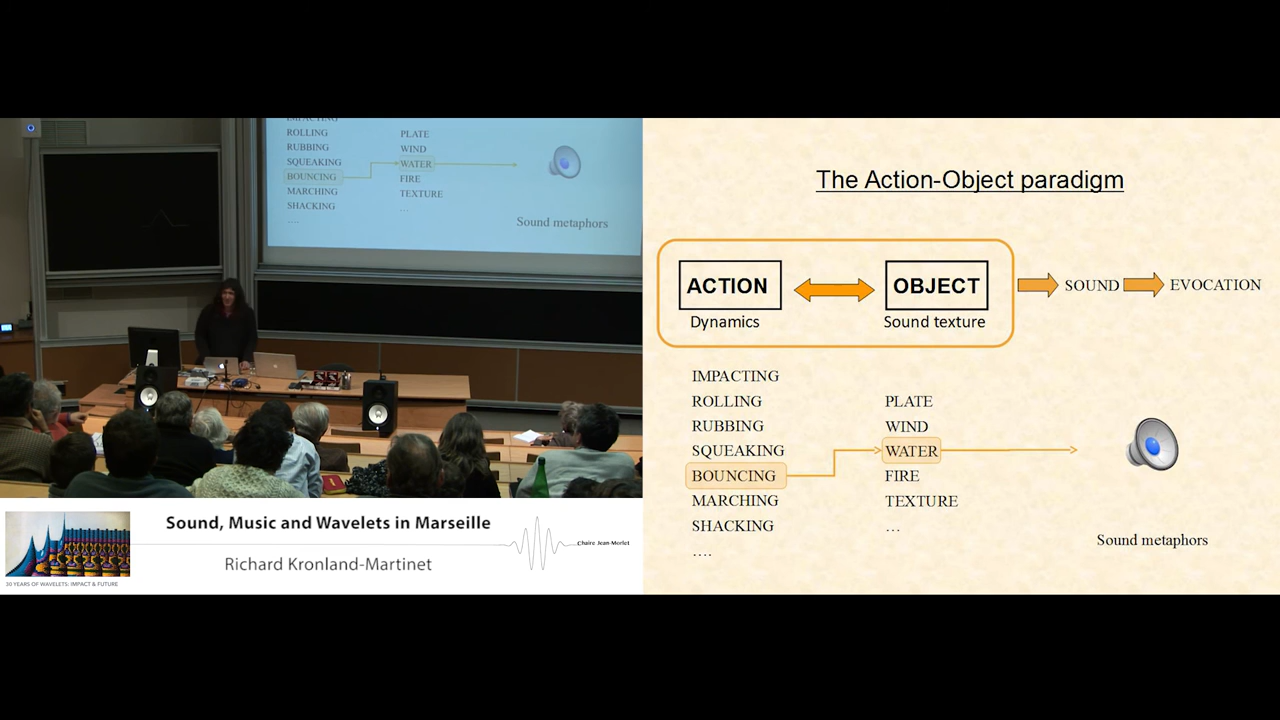 IMPACTING
ROLLING
RUBBING
SQUEAKING
BOUNCING
MARCHING
SHACKING
....
PLATE
WIND
WATER
FIRE
TEXTURE
...
Sound metaphors
Sound, Music and Wavelets in Marseille
Chaire Jean-Morlet
Richard Kronland-Martinet
30 YEARS OF WAVELETS: IMPACT & FUTURE
The Action-Object paradigm
ACTION
OBJECT
SOUND
EVOCATION
Dynamics
Sound texture
IMPACTING
ROLLING
RUBBING
SQUEAKING
BOUNCING
MARCHING
SHACKING
....
PLATE
WIND
WATER
FIRE
TEXTURE
...
Sound metaphors